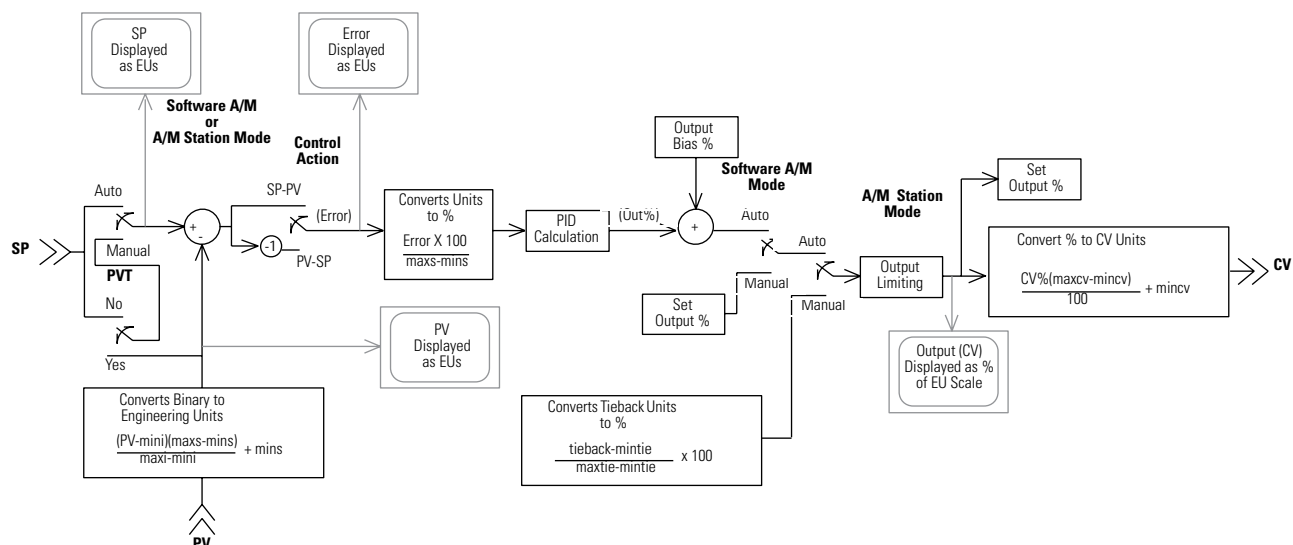 SP
Displayed
as EUs
Error
Displayed
as EUs
Software A/M
or
A/M Station Mode
Control
Action
Output
Bias %
Software A/M
Mode
A/M Station
Mode
Set
Output %
Auto
SP-PV
(Error)
Converts Units
to %
Error X 100
maxs-mins
PID
Calculation
(Out%)
+
Auto
Auto
Convert % to CV Units
CV%(maxcv-mincv)
100
+ mincv
CV
SP
+
-
Manual
PVT
-1
PV-SP
Output
Limiting
Manual
Manual
No
Set
Output %
Yes
PV
Displayed
as EUs
Output (CV)
Displayed as %
of EU Scale
Converts Binary to
Engineering Units
(PV-mini)(maxs-mins)
maxi-mini
+ mins
Converts Tieback Units
to %
tieback-mintie
maxtie-mintie
x 100
PV